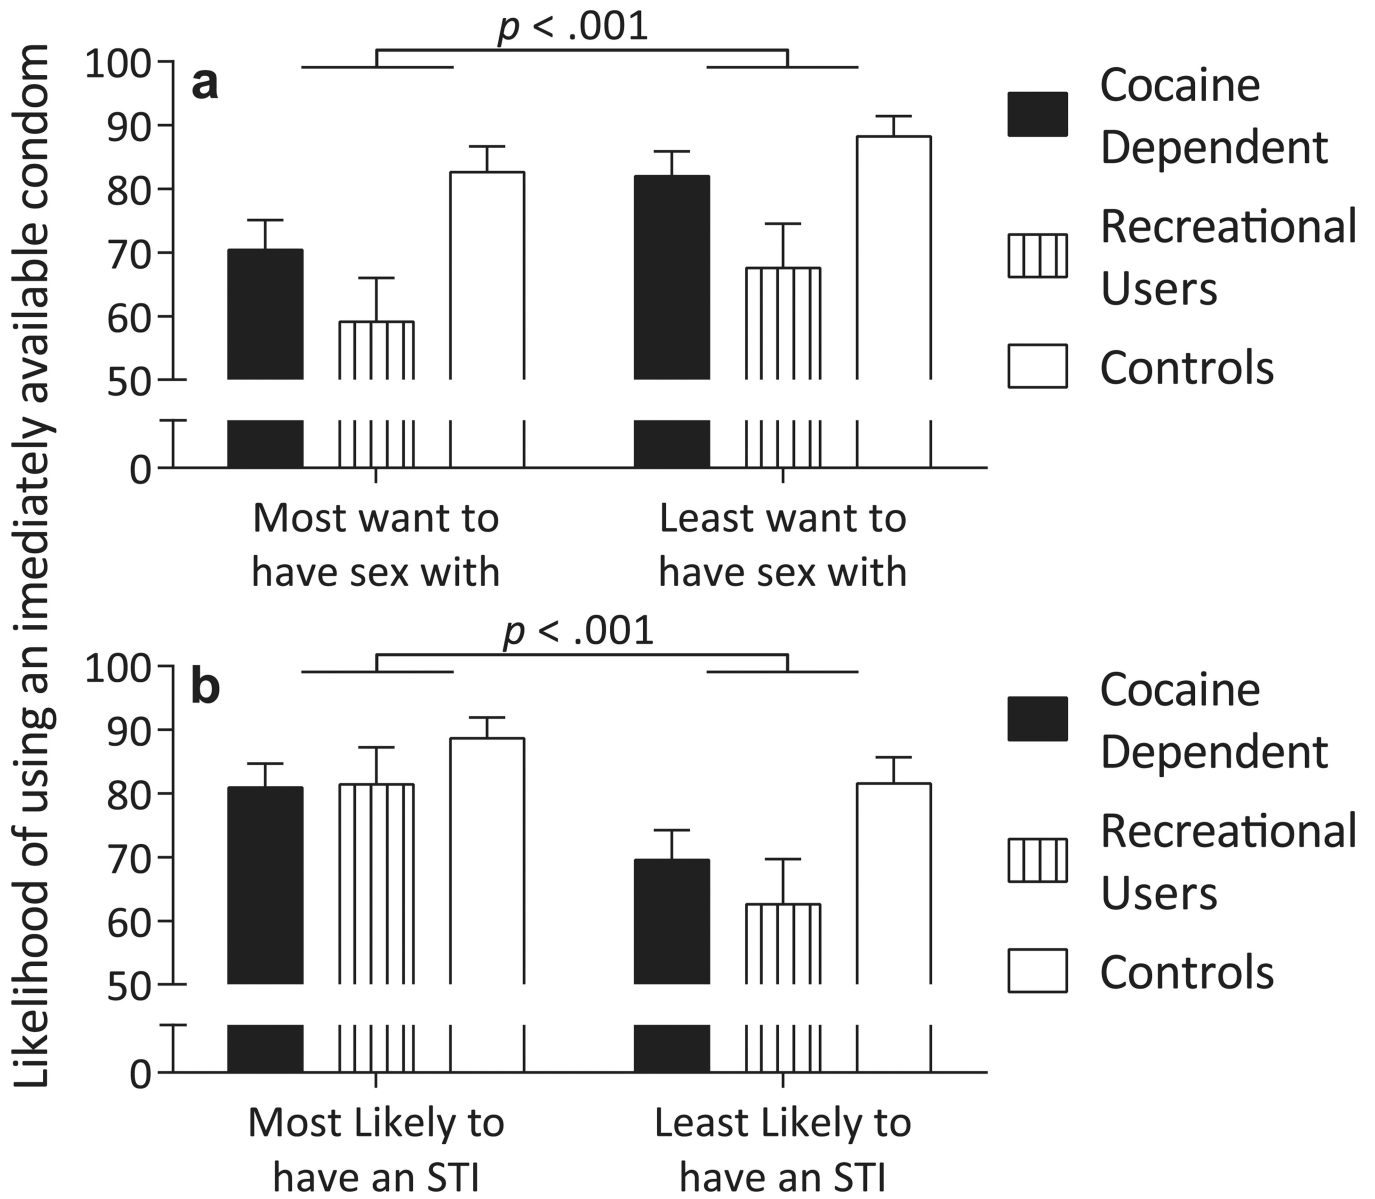 Likelihood of using an imediately available condom
p < .001
a
100
90
80
70
60
50
0
Most want to
have sex with
Least want to
have sex with
Cocaine
Dependent
Recreational
Users
Controls
p < .001
b
100
90
80
70
60
50
0
Most Likely to
have an STI
Least Likely to
have an STI
Cocaine
Dependent
Recreational
Users
Controls